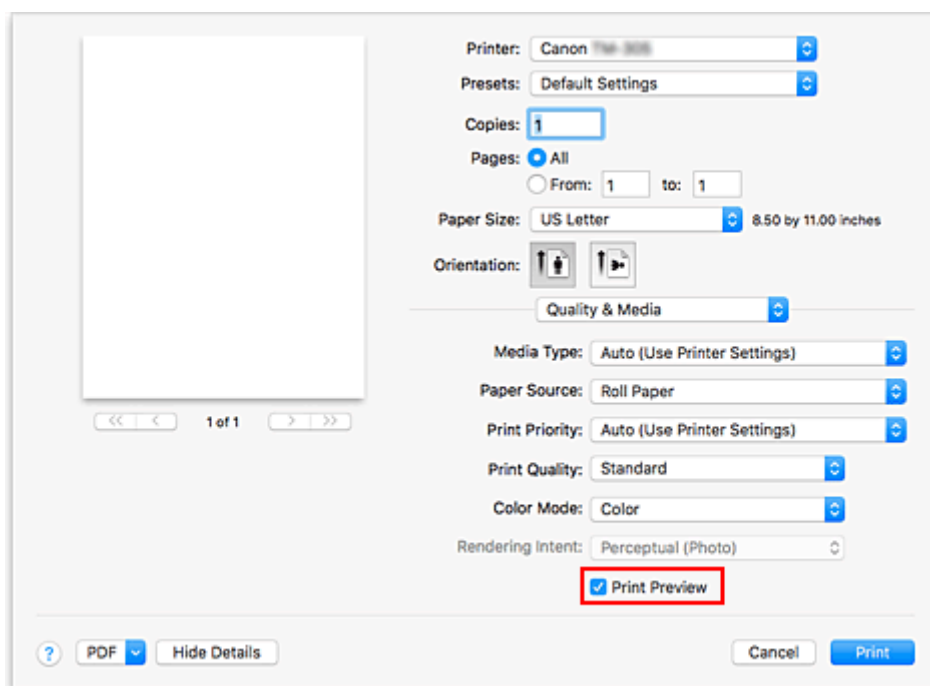 Printer: Canon
Presets: Default Settings
Copies: 1
Pages: All
From: 1 to: 1
Paper Size: US Letter 8.50 by 11.00 inches
Orientation:
Quality & Media
Media Type: Auto (Use Printer Settings)
Paper Source: Roll Paper
1 of 1
Print Priority: Auto (Use Printer Settings)
Print Quality: Standard
Color Mode: Color
Rendering Intent: Perceptual (Photo)
Print Preview
? PDF Hide Details Cancel Print